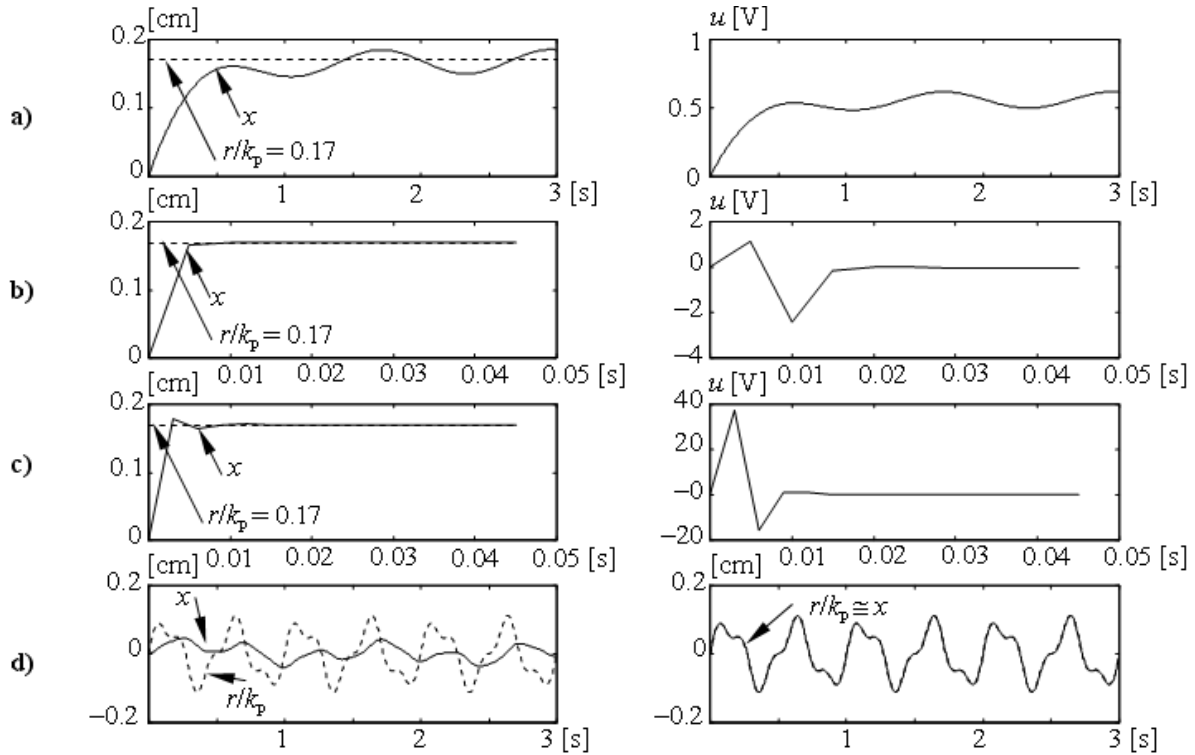 [cm]
u [V]
0.2
0.1
0
a)
x
r/kₚ = 0.17
1
2
3 [s]
1
0.5
0
1
2
3 [s]
[cm]
u [V]
0.2
0.1
0
b)
x
r/kₚ = 0.17
0.01
0.02
0.03
0.04
0.05 [s]
2
0
−2
−4
0.01
0.02
0.03
0.04
0.05 [s]
[cm]
u [V]
0.2
0.1
0
c)
x
r/kₚ = 0.17
0.01
0.02
0.03
0.04
0.05 [s]
40
20
−0
−20
0.01
0.02
0.03
0.04
0.05 [s]
[cm]
[cm]
0.2
0
−0.2
d)
x
r/kₚ
1
2
3 [s]
0.2
0
−0.2
r/kₚ ≅ x
1
2
3 [s]